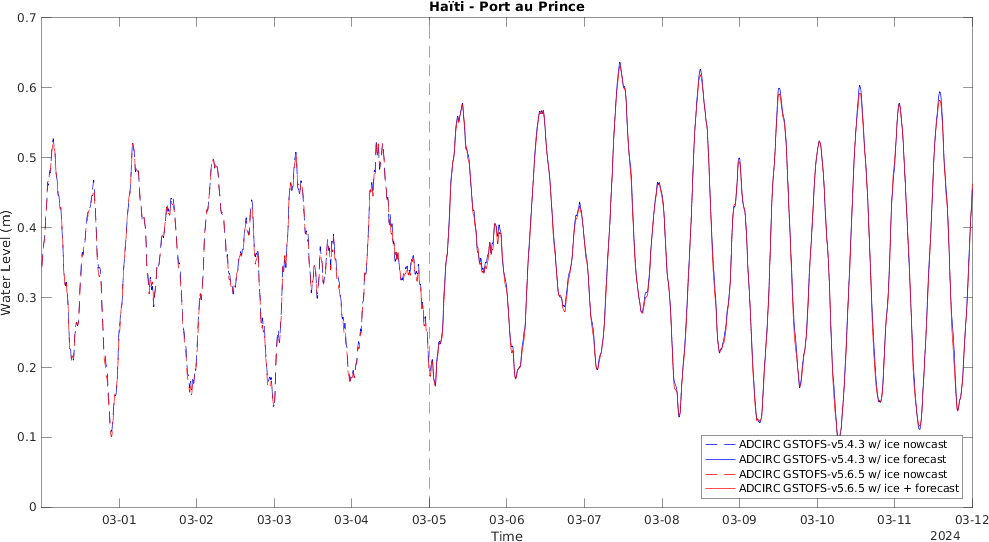 Haïti - Port au Prince
0.7
0.6
0.5
0.4
0.3
0.2
0.1
0
Water Level (m)
03-01 03-02 03-03 03-04 03-05 03-06 03-07 03-08 03-09 03-10 03-11 03-12
Time
2024
ADCIRC GSTOFS-v5.4.3 w/ ice nowcast
ADCIRC GSTOFS-v5.4.3 w/ ice forecast
ADCIRC GSTOFS-v5.6.5 w/ ice nowcast
ADCIRC GSTOFS-v5.6.5 w/ ice + forecast